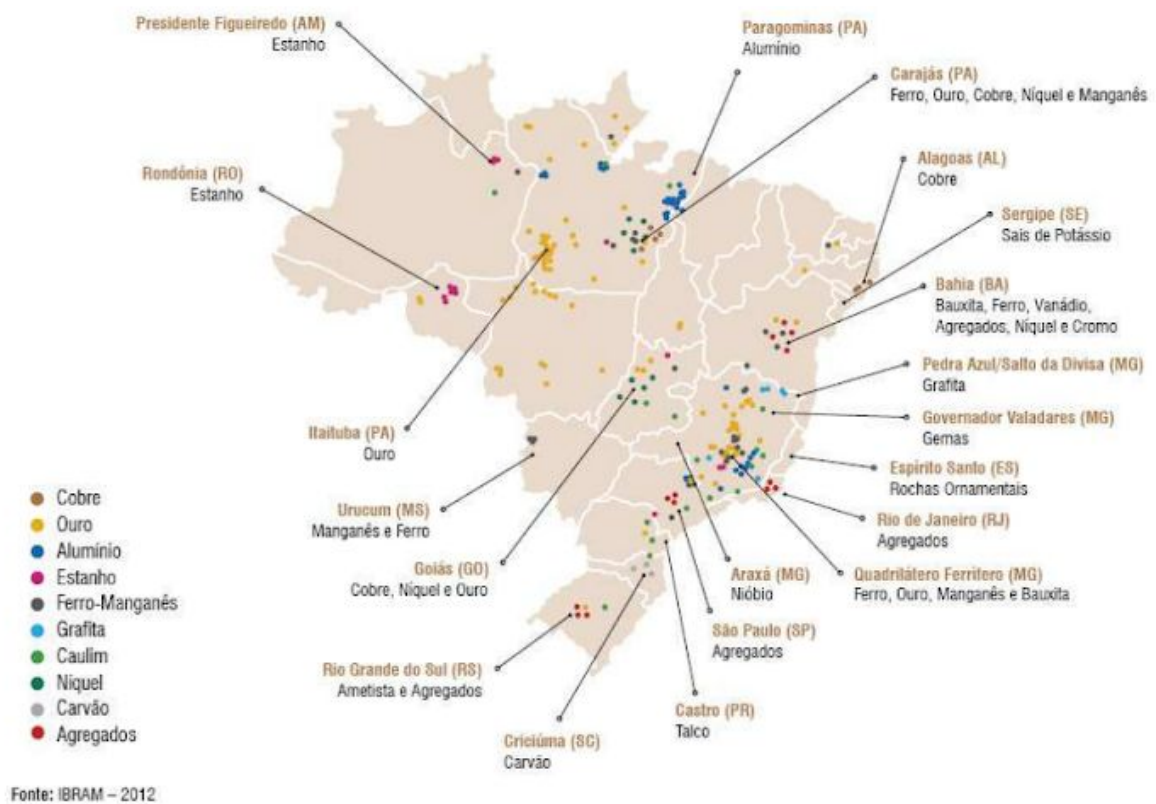 Presidente Figueiredo (AM)
Estanho
Paragominas (PA)
Alumínio
Carajás (PA)
Ferro, Ouro, Cobre, Níquel e Manganês
Rondônia (RO)
Estanho
Alagoas (AL)
Cobre
Sergipe (SE)
Sais de Potássio
Bahia (BA)
Bauxita, Ferro, Vanádio,
Agregados, Níquel e Cromo
Pedra Azul/Salto da Divisa (MG)
Grafita
Governador Valadares (MG)
Gemas
Itaituba (PA)
Ouro
Espírito Santo (ES)
Rochas Ornamentais
Urucum (MS)
Manganês e Ferro
Rio de Janeiro (RJ)
Agregados
Goiás (GO)
Cobre, Níquel e Ouro
Araxá (MG)
Nióbio
Quadrilátero Ferrífero (MG)
Ferro, Ouro, Manganês e Bauxita
São Paulo (SP)
Agregados
Rio Grande do Sul (RS)
Ametista e Agregados
Castro (PR)
Talco
Criciúma (SC)
Carvão
Cobre
Ouro
Alumínio
Estanho
Ferro-Manganês
Grafita
Caulim
Níquel
Carvão
Agregados
Fonte: IBRAM – 2012